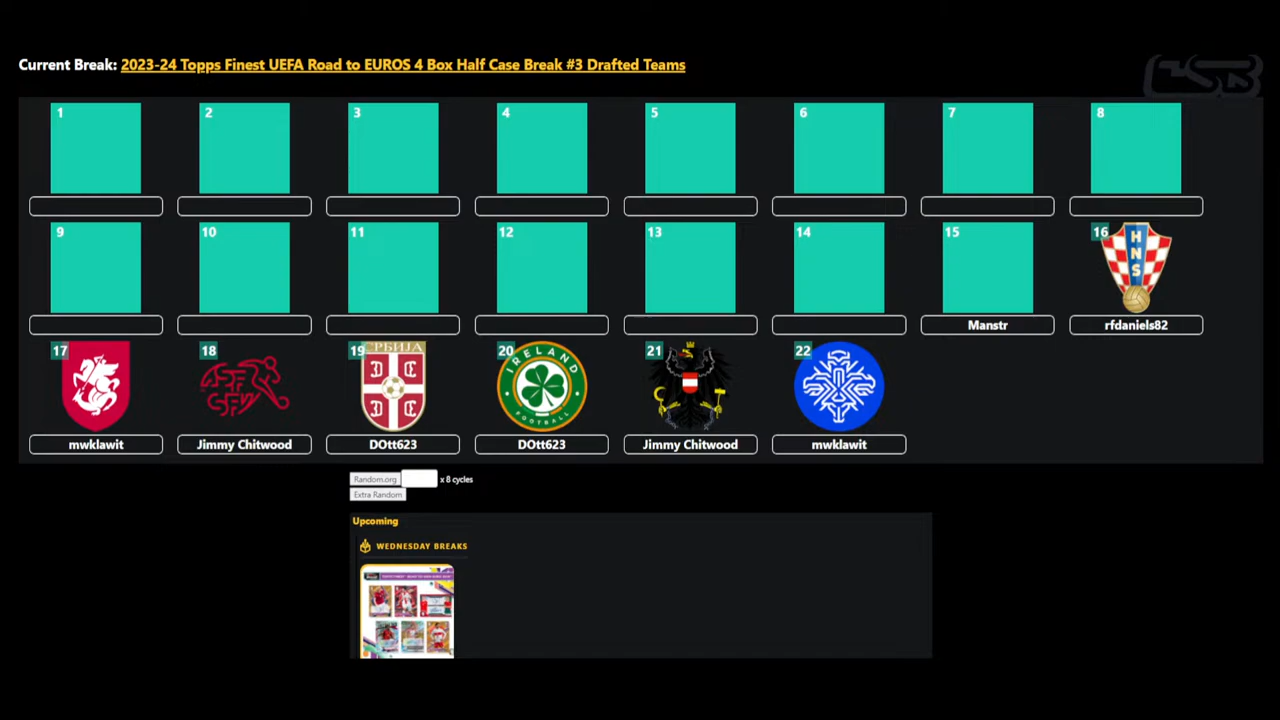 Current Break: 2023-24 Topps Finest UEFA Road to EUROS 4 Box Half Case Break #3 Drafted Teams
CSB
1 2 3 4 5 6 7 8
9 10 11 12 13 14 15 16
HNS
Manstr rfdaniels82
17 18 19 20 21 22
ASF SFV
СРБИЈА
IRELAND FOOTBALL
mwklawit Jimmy Chitwood DOtt623 DOtt623 Jimmy Chitwood mwklawit
Random.org x 8 cycles
Extra Random
Upcoming
WEDNESDAY BREAKS